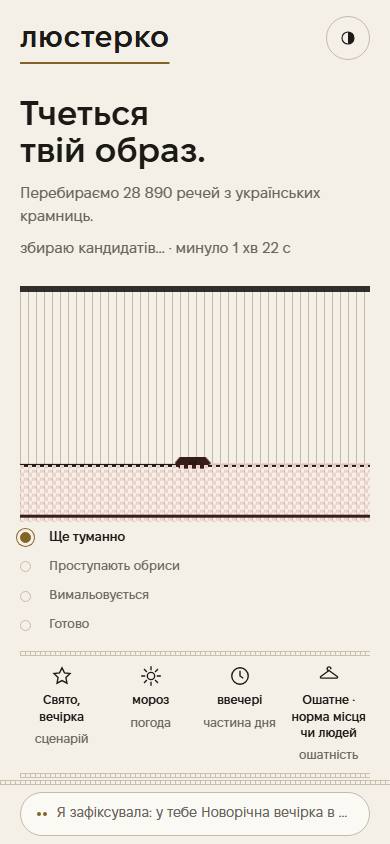 люстерко
Тчеться
твій образ.
Перебираємо 28 890 речей з українських
крамниць.
збираю кандидатів... · минуло 1 хв 22 с
Ще туманно
Проступають обриси
Вимальовується
Готово
Свято,
вечірка
сценарій
мороз
погода
ввечері
частина дня
Ошатне ·
норма місця
чи людей
ошатність
Я зафіксувала: у тебе Новорічна вечірка в ...